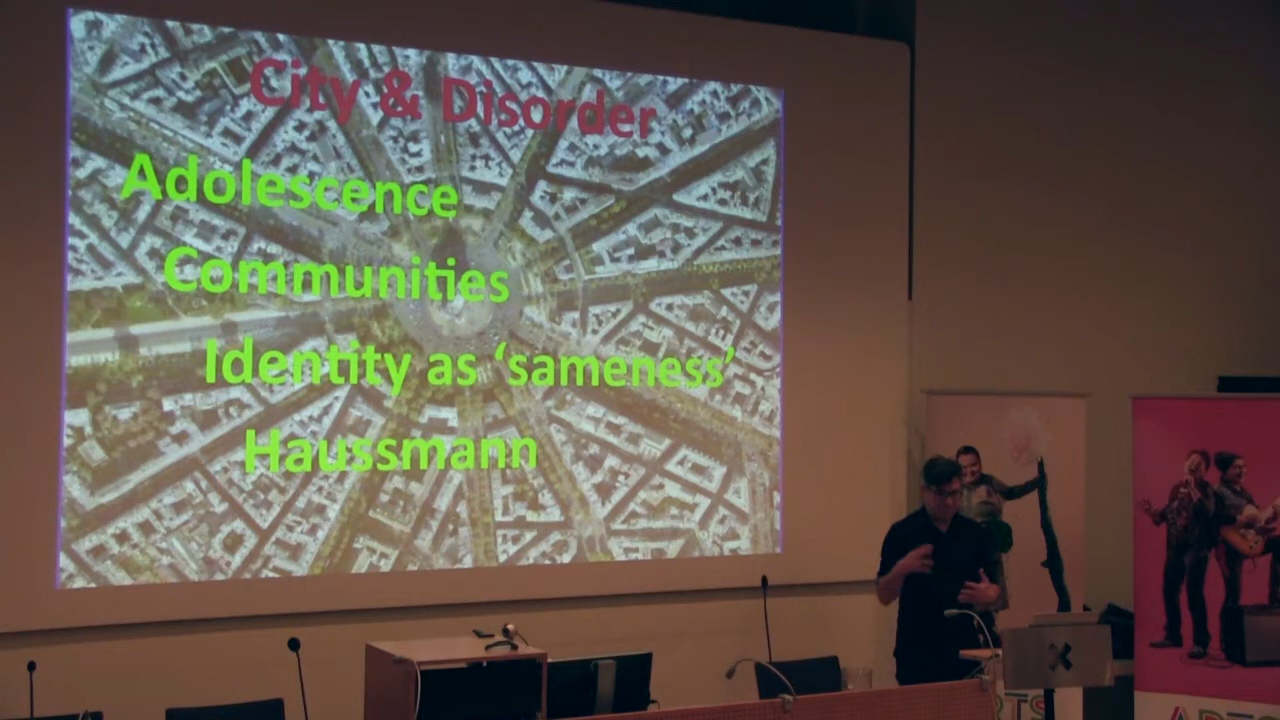 City & Disorder
Adolescence
Communities
Identity as ‘sameness’
Haussmann